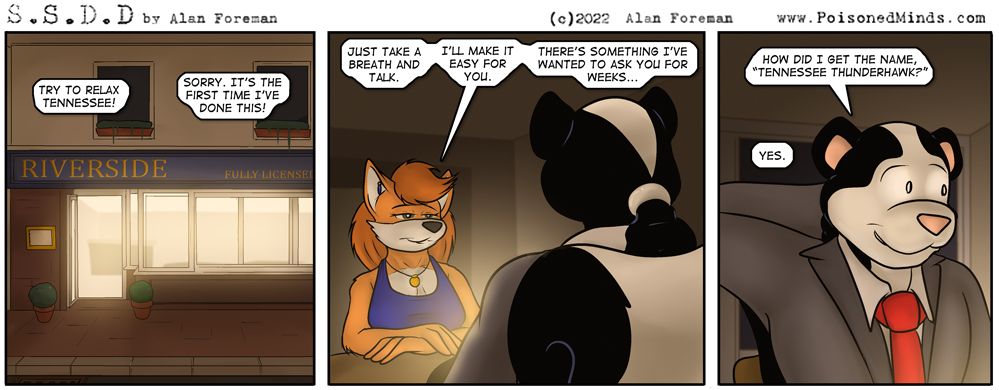 S.S.D.D by Alan Foreman (c)2022 Alan Foreman www.PoisonedMinds.com
TRY TO RELAX
TENNESSEE!
SORRY. IT'S THE
FIRST TIME I'VE
DONE THIS!
RIVERSIDE
FULLY LICENSED
JUST TAKE A
BREATH AND
TALK.
I'LL MAKE IT
EASY FOR
YOU.
THERE'S SOMETHING I'VE
WANTED TO ASK YOU FOR
WEEKS...
HOW DID I GET THE NAME,
"TENNESSEE THUNDERHAWK?"
YES.